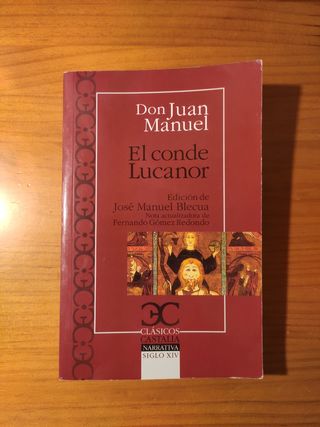 Don Juan
Manuel
El conde
Lucanor
Edición de
José Manuel Blecua
Nota actualizadora de
Fernando Gómez Redondo
CLÁSICOS
CASTALIA
NARRATIVA
SIGLO XIV